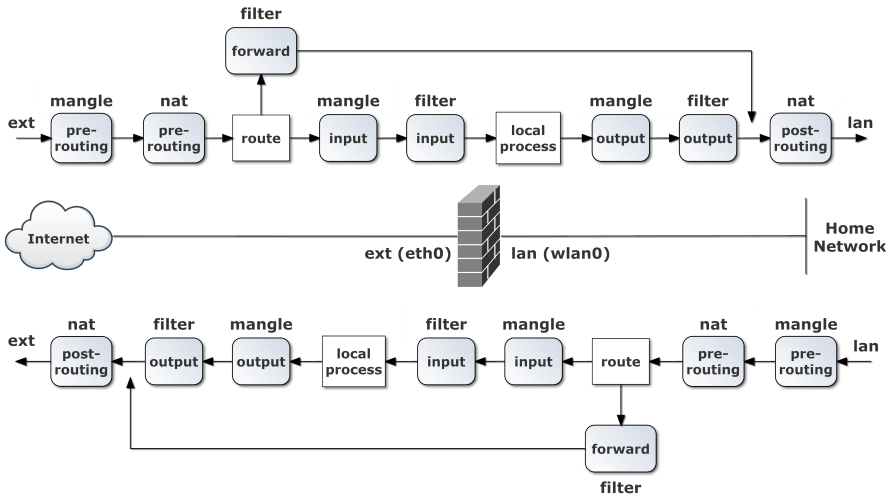 filter
forward
mangle
nat
mangle
filter
mangle
filter
nat
ext
pre-
routing
pre-
routing
route
input
input
local
process
output
output
post-
routing
lan
Internet
ext (eth0)
lan (wlan0)
Home
Network
nat
filter
mangle
filter
mangle
nat
mangle
ext
post-
routing
output
output
local
process
input
input
route
pre-
routing
pre-
routing
lan
forward
filter